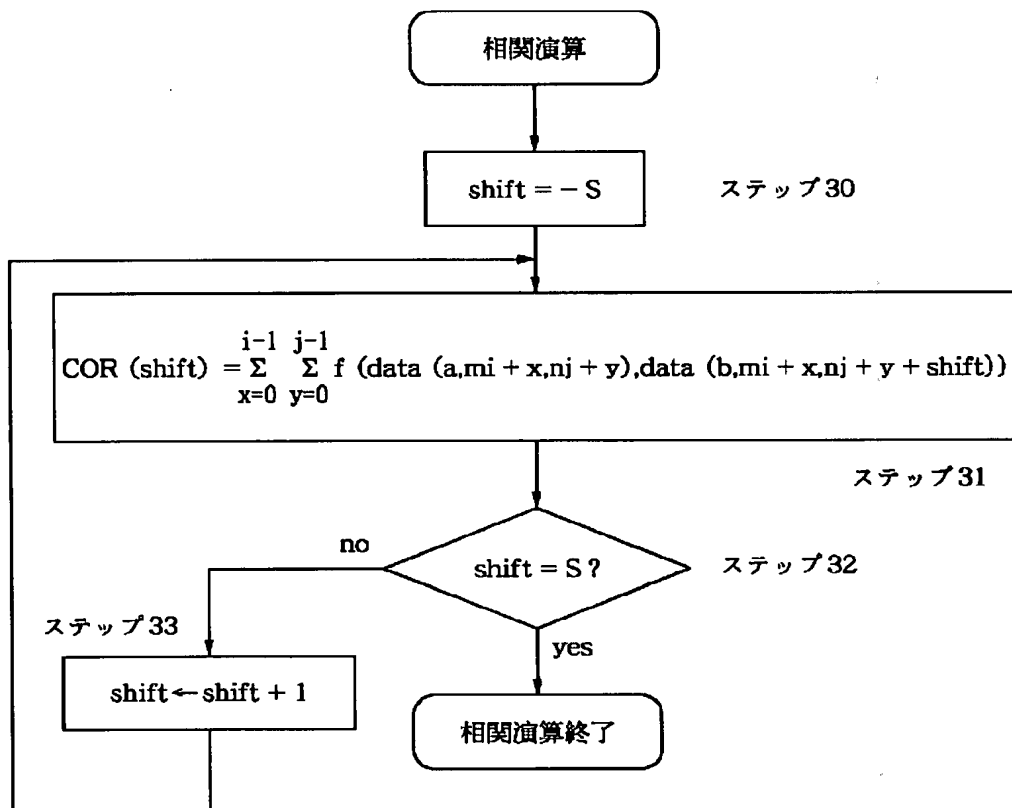 相関演算
shift = − S
ステップ30
i−1 j−1
COR (shift) = Σ Σ f (data (a,mi + x,nj + y),data (b,mi + x,nj + y + shift))
x=0 y=0
ステップ31
no
shift = S ?
ステップ32
ステップ33
yes
shift←shift + 1
相関演算終了